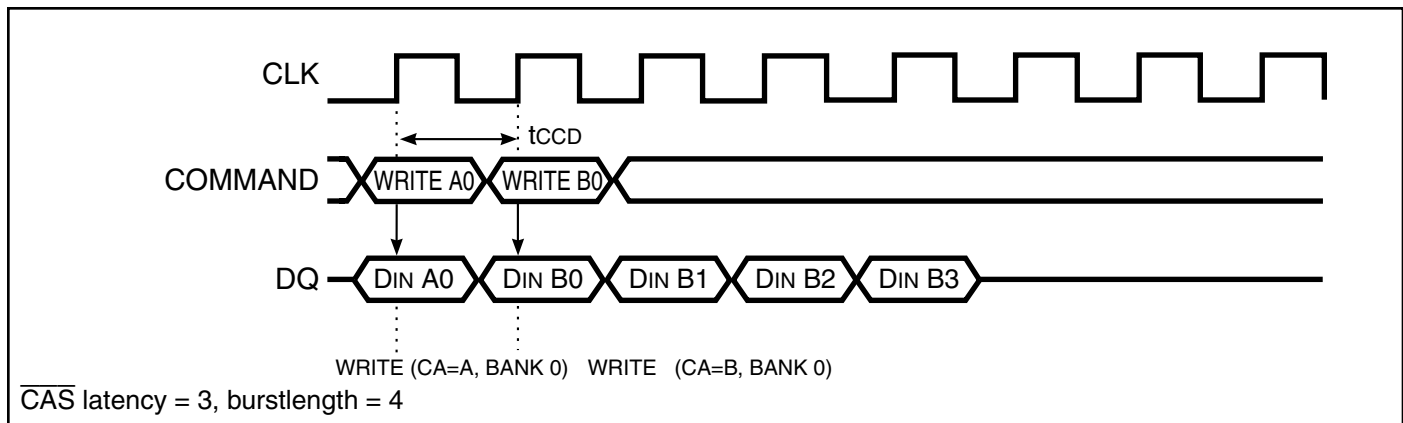 CLK
tCCD
COMMAND WRITE A0 WRITE B0
DQ DIN A0 DIN B0 DIN B1 DIN B2 DIN B3
WRITE (CA=A, BANK 0) WRITE (CA=B, BANK 0)
CAS latency = 3, burstlength = 4